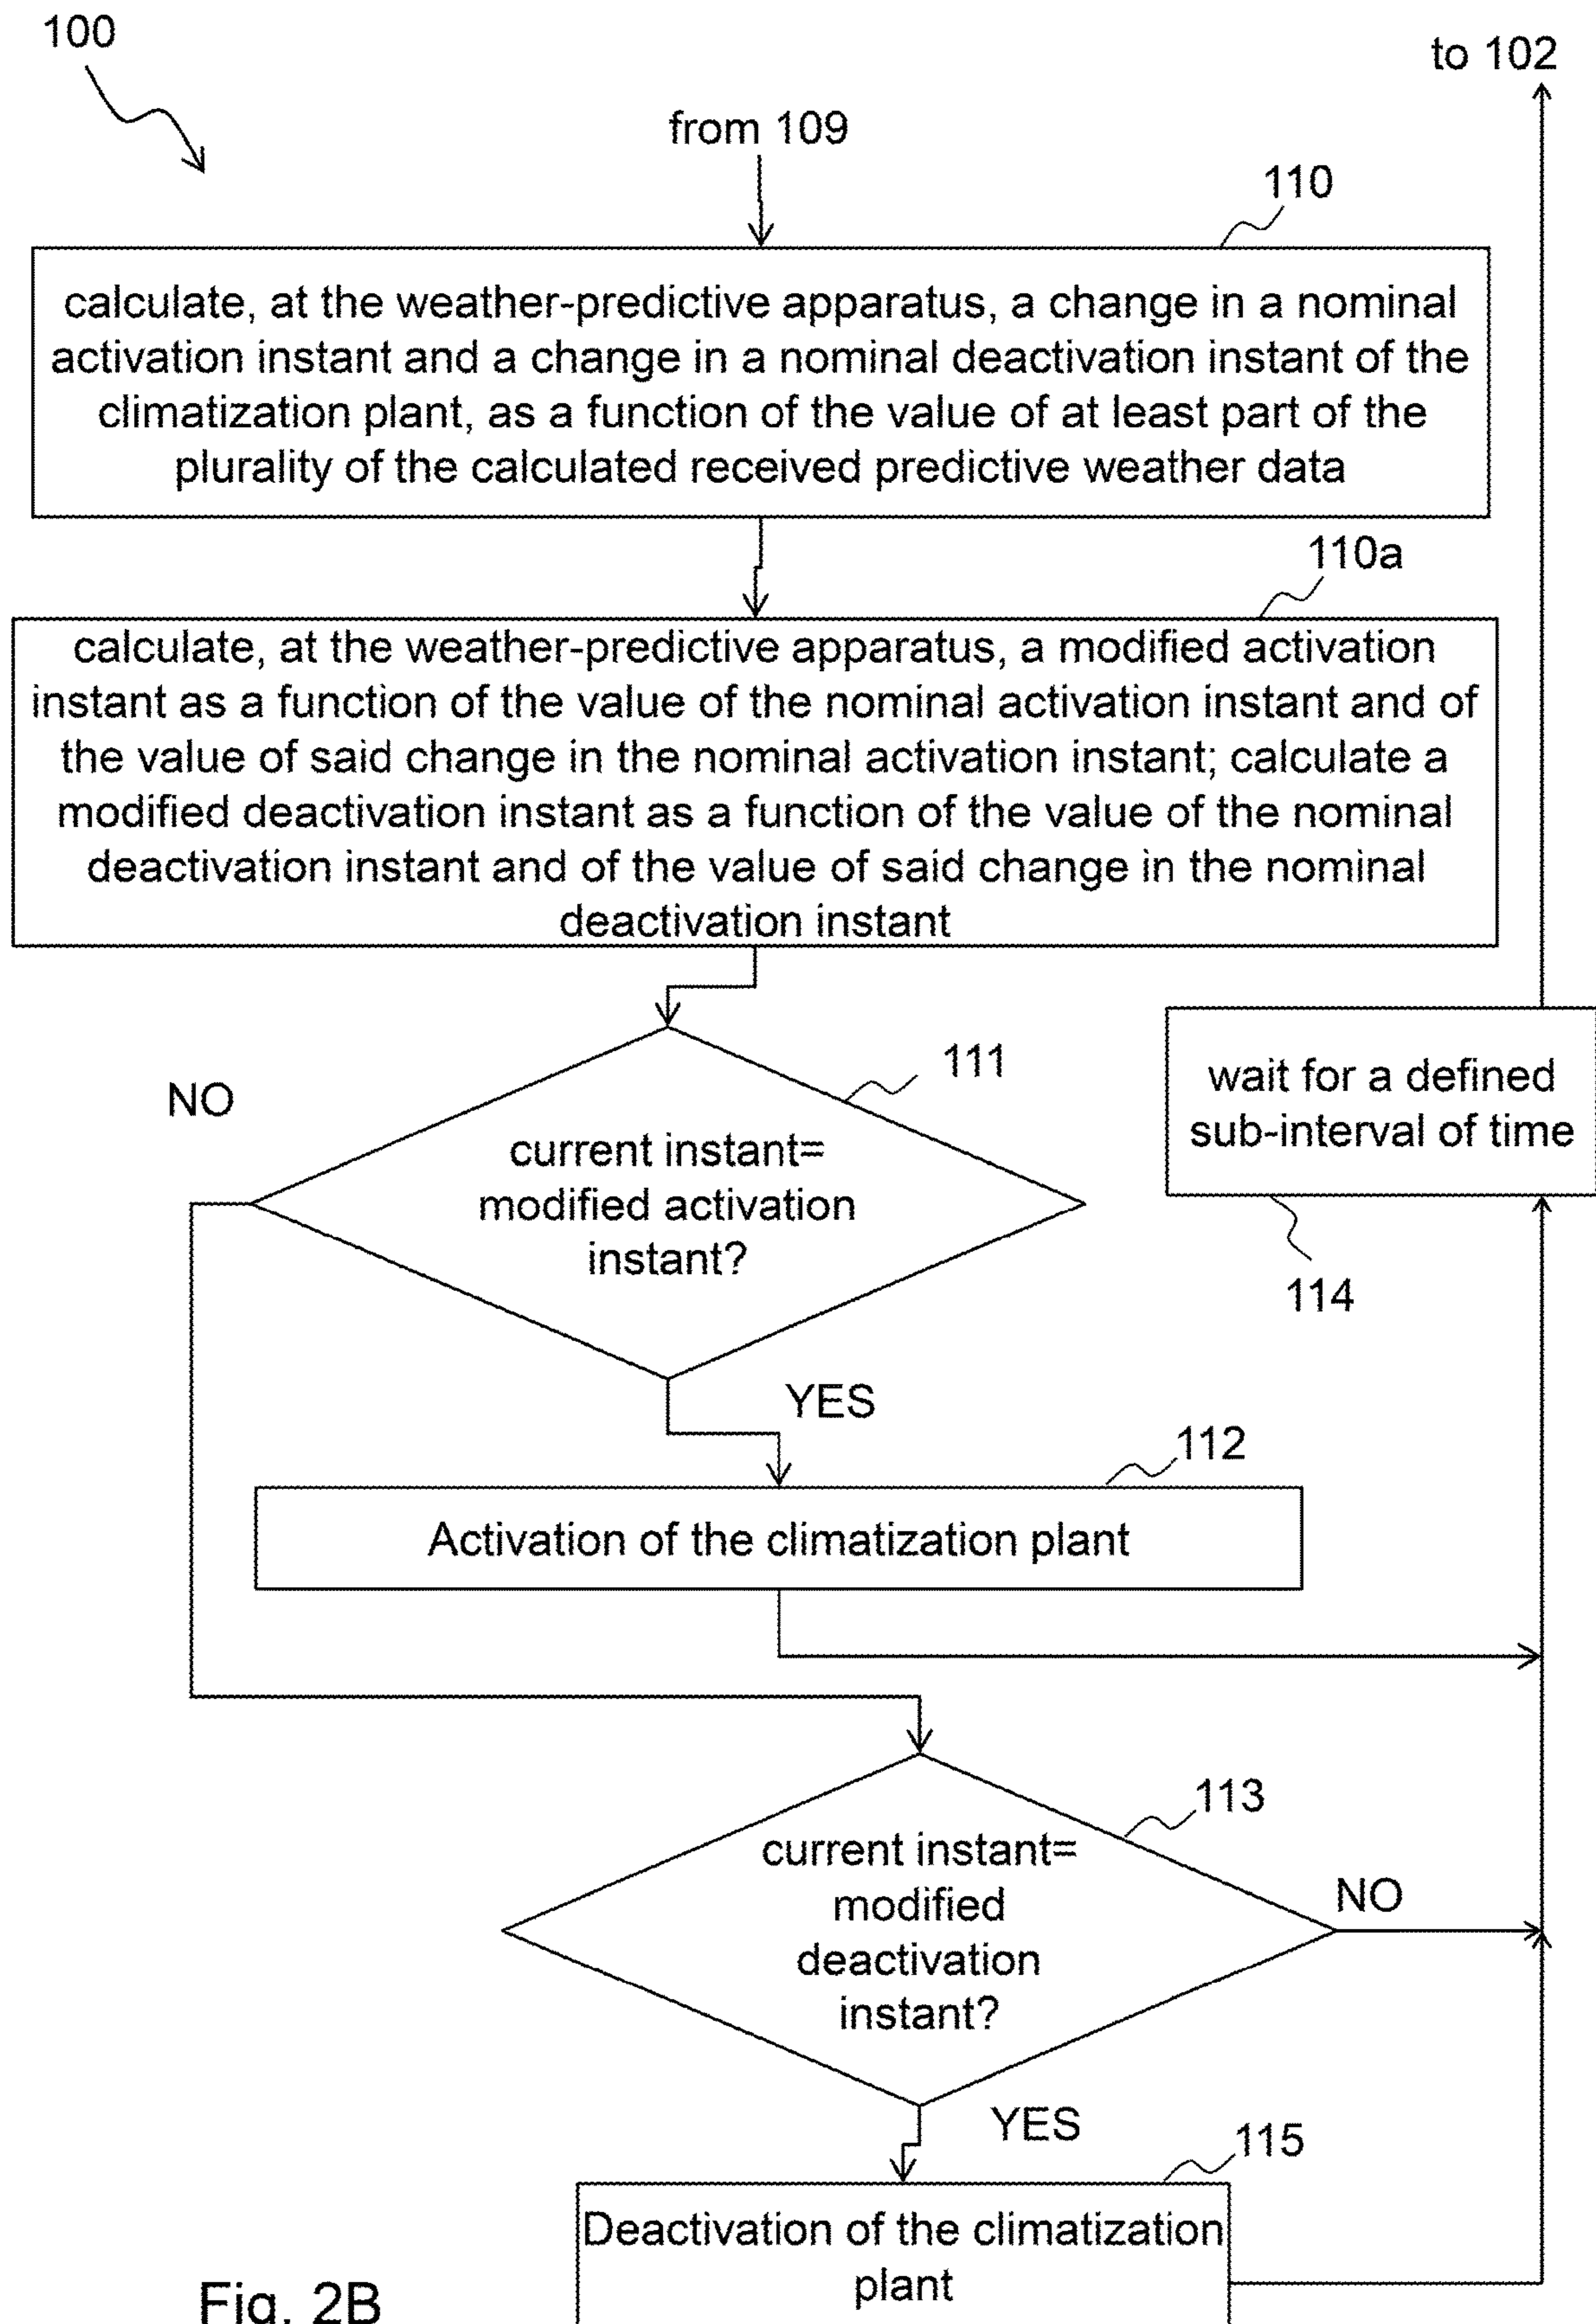 100
to 102
from 109
110
calculate, at the weather-predictive apparatus, a change in a nominal
activation instant and a change in a nominal deactivation instant of the
climatization plant, as a function of the value of at least part of the
plurality of the calculated received predictive weather data
110a
calculate, at the weather-predictive apparatus, a modified activation
instant as a function of the value of the nominal activation instant and of
the value of said change in the nominal activation instant; calculate a
modified deactivation instant as a function of the value of the nominal
deactivation instant and of the value of said change in the nominal
deactivation instant
111
NO
current instant=
modified activation
instant?
wait for a defined
sub-interval of time
114
YES
112
Activation of the climatization plant
113
current instant=
modified
deactivation
instant?
NO
YES
115
Deactivation of the climatization
plant
Fig. 2B